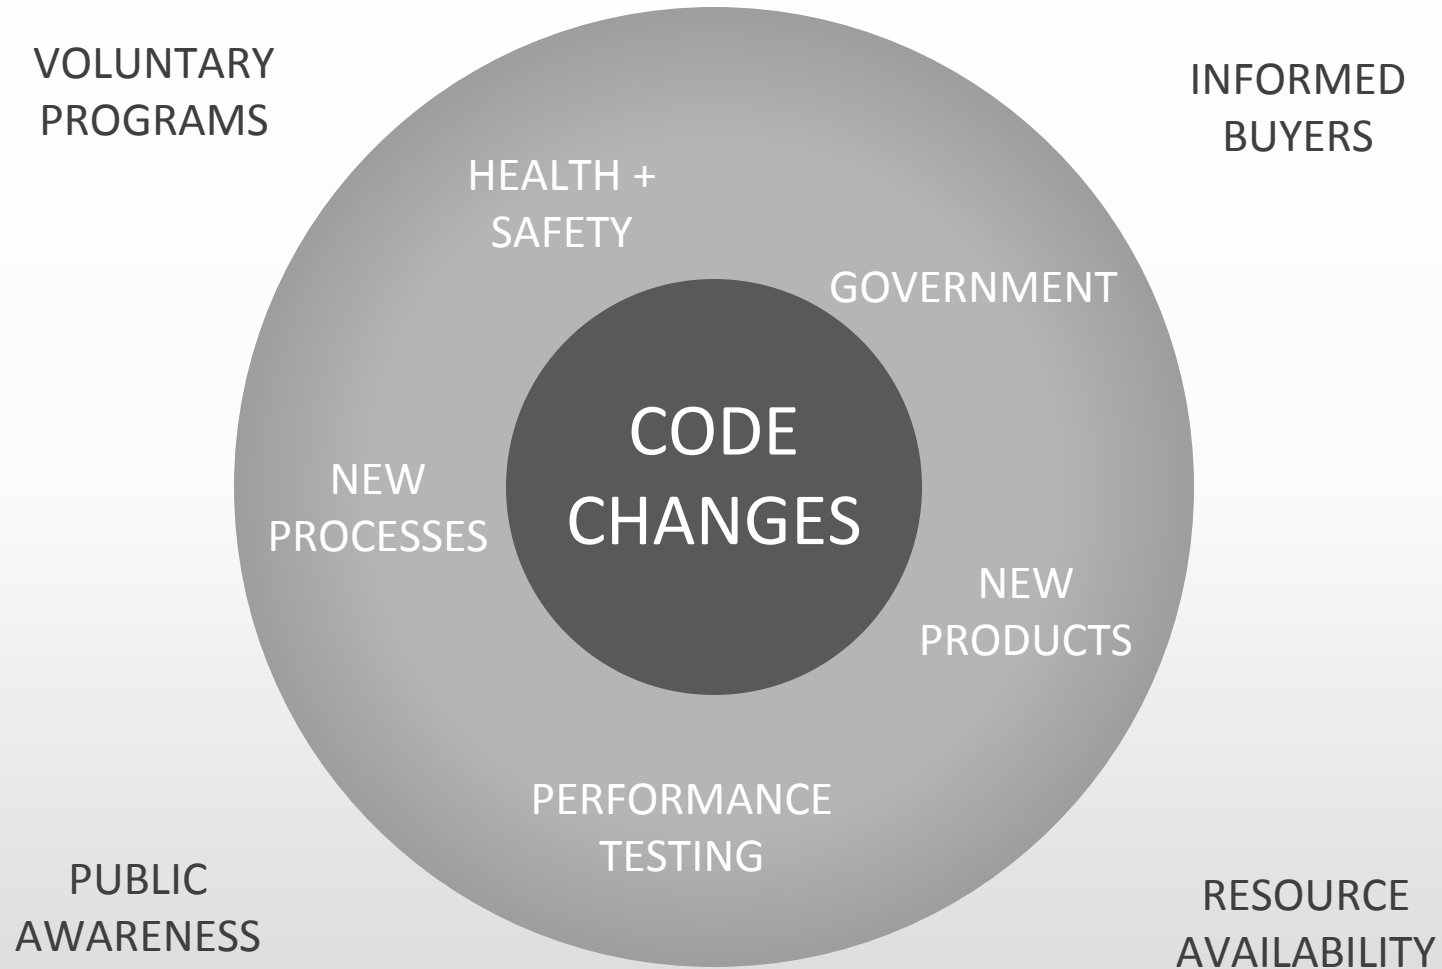 VOLUNTARY
PROGRAMS
INFORMED
BUYERS
HEALTH +
SAFETY
GOVERNMENT
CODE
CHANGES
NEW
PROCESSES
NEW
PRODUCTS
PERFORMANCE
TESTING
PUBLIC
AWARENESS
RESOURCE
AVAILABILITY